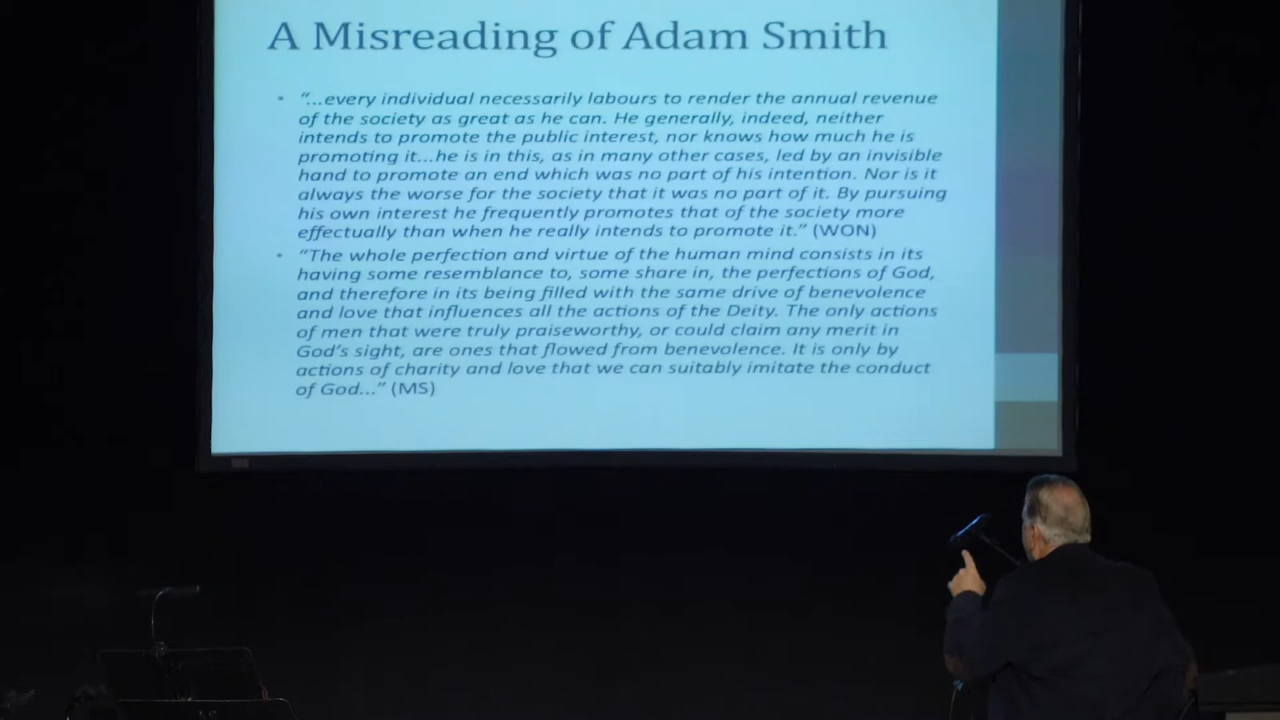 A Misreading of Adam Smith
• "...every individual necessarily labours to render the annual revenue
of the society as great as he can. He generally, indeed, neither
intends to promote the public interest, nor knows how much he is
promoting it...he is in this, as in many other cases, led by an invisible
hand to promote an end which was no part of his intention. Nor is it
always the worse for the society that it was no part of it. By pursuing
his own interest he frequently promotes that of the society more
effectually than when he really intends to promote it." (WON)
• "The whole perfection and virtue of the human mind consists in its
having some resemblance to, some share in, the perfections of God,
and therefore in its being filled with the same drive of benevolence
and love that influences all the actions of the Deity. The only actions
of men that were truly praiseworthy, or could claim any merit in
God's sight, are ones that flowed from benevolence. It is only by
actions of charity and love that we can suitably imitate the conduct
of God..." (MS)